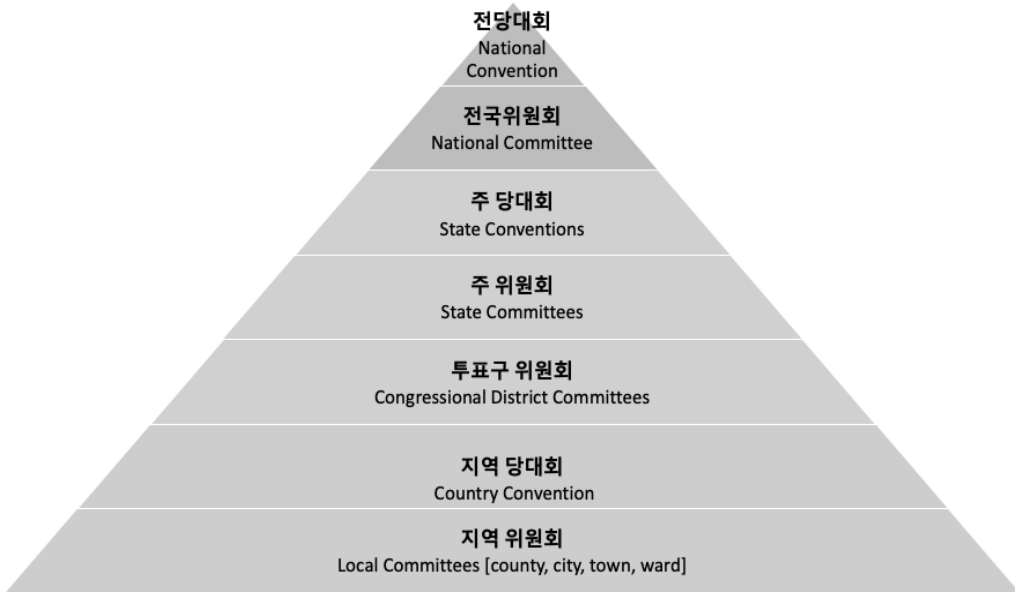 전당대회
National
Convention
전국위원회
National Committee
주 당대회
State Conventions
주 위원회
State Committees
투표구 위원회
Congressional District Committees
지역 당대회
Country Convention
지역 위원회
Local Committees [county, city, town, ward]